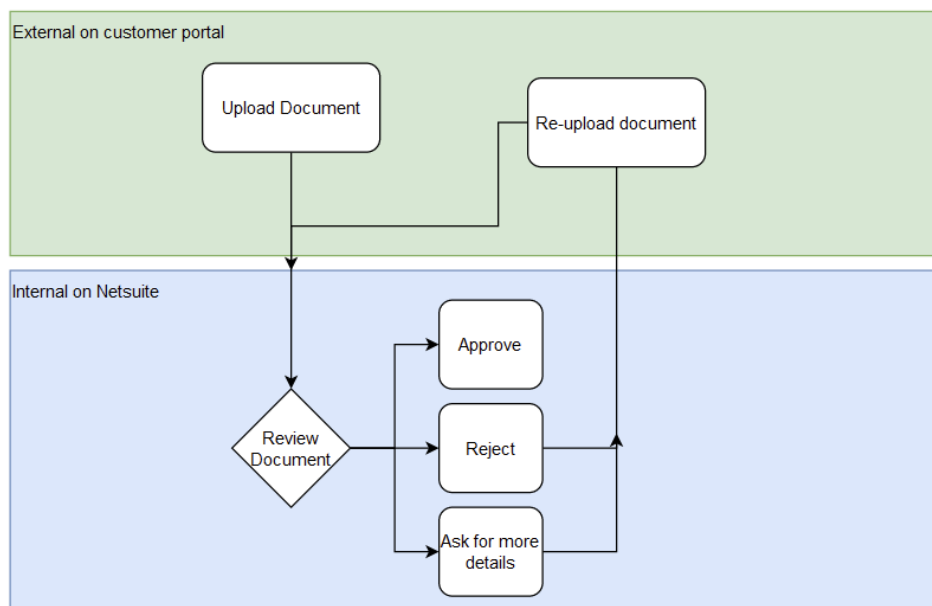 External on customer portal
Upload Document
Re-upload document
Internal on Netsuite
Approve
Review
Document
Reject
Ask for more
details